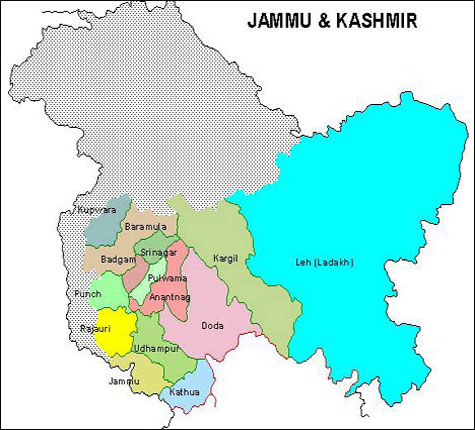 JAMMU & KASHMIR
Kupwara
Baramula
Srinagar
Badgam
Kargil
Leh (Ladakh)
Pulwama
Punch
Anantnag
Rajauri
Doda
Udhampur
Jammu
Kathua